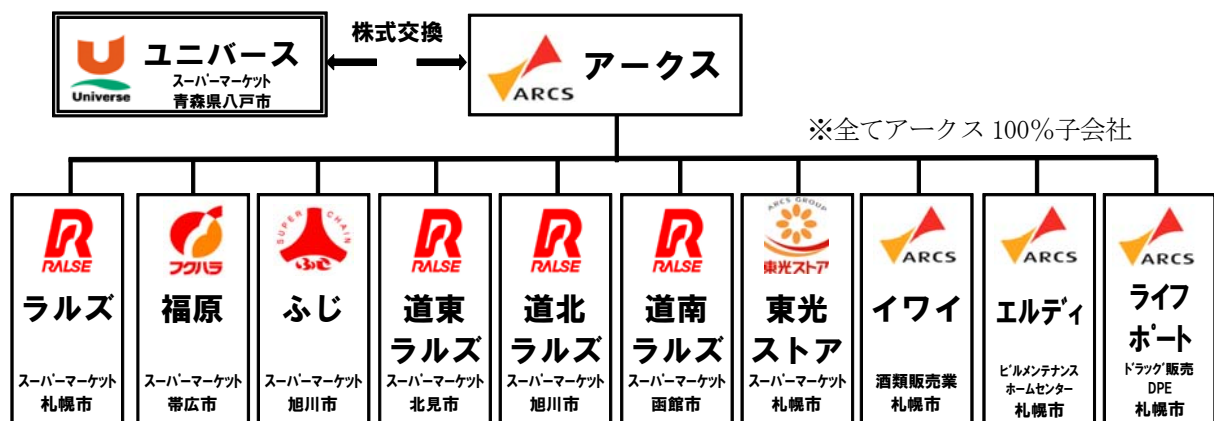 株式交換
Universe
ユニバース
スーパーマーケット
青森県八戸市
ARCS
アークス
※全てアークス 100%子会社
RALSE
ラルズ
スーパーマーケット
札幌市
フクハラ
福原
スーパーマーケット
帯広市
SUPER CHAIN
ふじ
ふじ
スーパーマーケット
旭川市
RALSE
道東
ラルズ
スーパーマーケット
北見市
RALSE
道北
ラルズ
スーパーマーケット
旭川市
RALSE
道南
ラルズ
スーパーマーケット
函館市
ARCS GROUP
東光ストア
東光
ストア
スーパーマーケット
札幌市
ARCS
イワイ
酒類販売業
札幌市
ARCS
エルディ
ビルメンテナンス
ホームセンター
札幌市
ARCS
ライフ
ポート
ドラッグ販売
DPE
札幌市